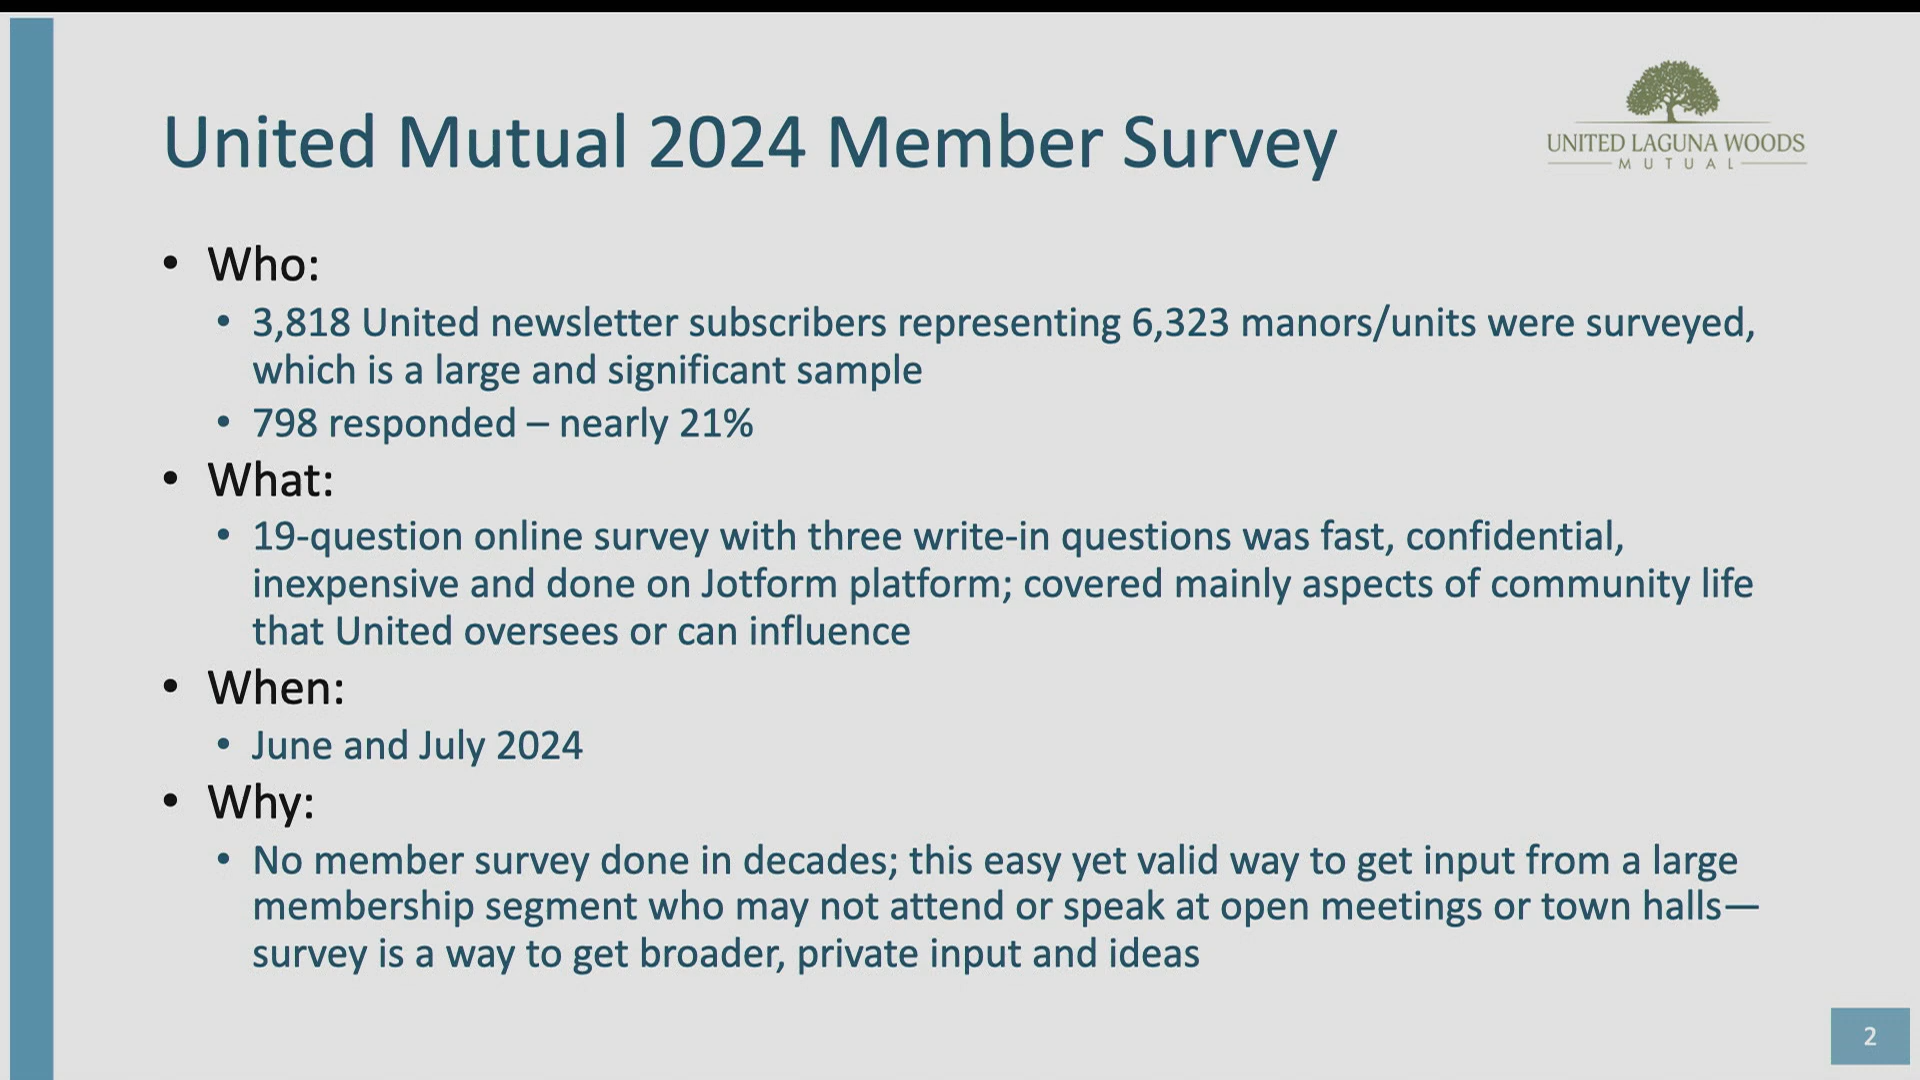 United Mutual 2024 Member Survey
UNITED LAGUNA WOODS
MUTUAL
• Who:
• 3,818 United newsletter subscribers representing 6,323 manors/units were surveyed,
which is a large and significant sample
• 798 responded – nearly 21%
• What:
• 19-question online survey with three write-in questions was fast, confidential,
inexpensive and done on Jotform platform; covered mainly aspects of community life
that United oversees or can influence
• When:
• June and July 2024
• Why:
• No member survey done in decades; this easy yet valid way to get input from a large
membership segment who may not attend or speak at open meetings or town halls—
survey is a way to get broader, private input and ideas
2